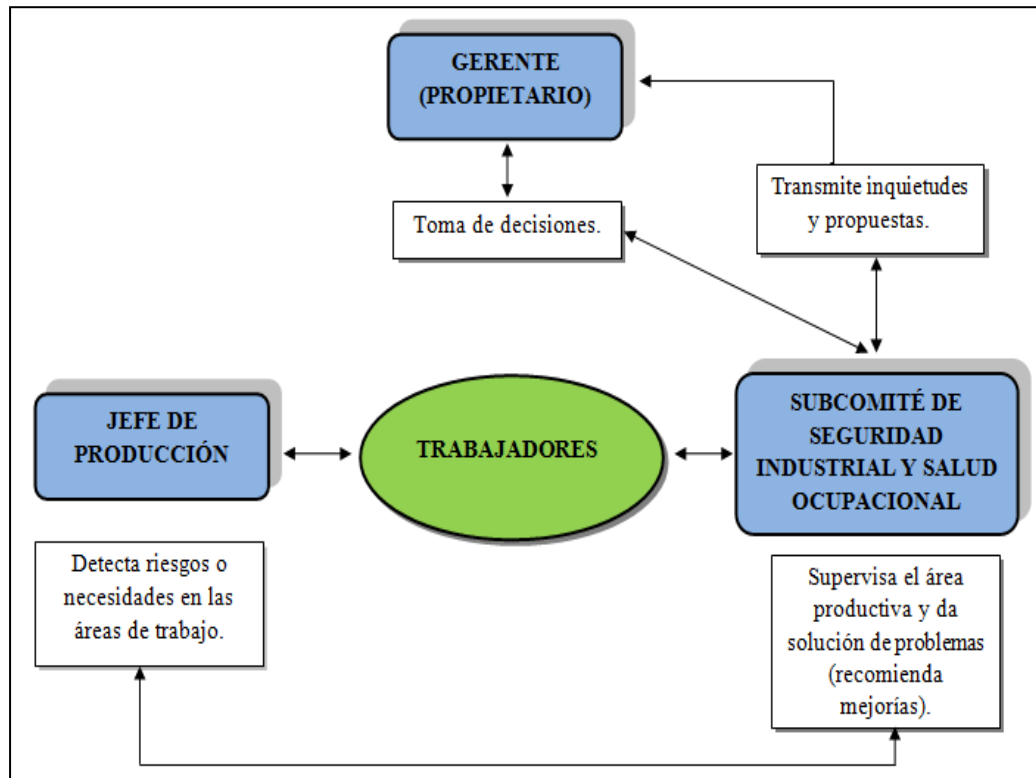 GERENTE
(PROPIETARIO)
Toma de decisiones.
Transmite inquietudes
y propuestas.
JEFE DE
PRODUCCIÓN
TRABAJADORES
SUBCOMITÉ DE
SEGURIDAD
INDUSTRIAL Y SALUD
OCUPACIONAL
Detecta riesgos o
necesidades en las
áreas de trabajo.
Supervisa el área
productiva y da
solución de problemas
(recomienda
mejorías).